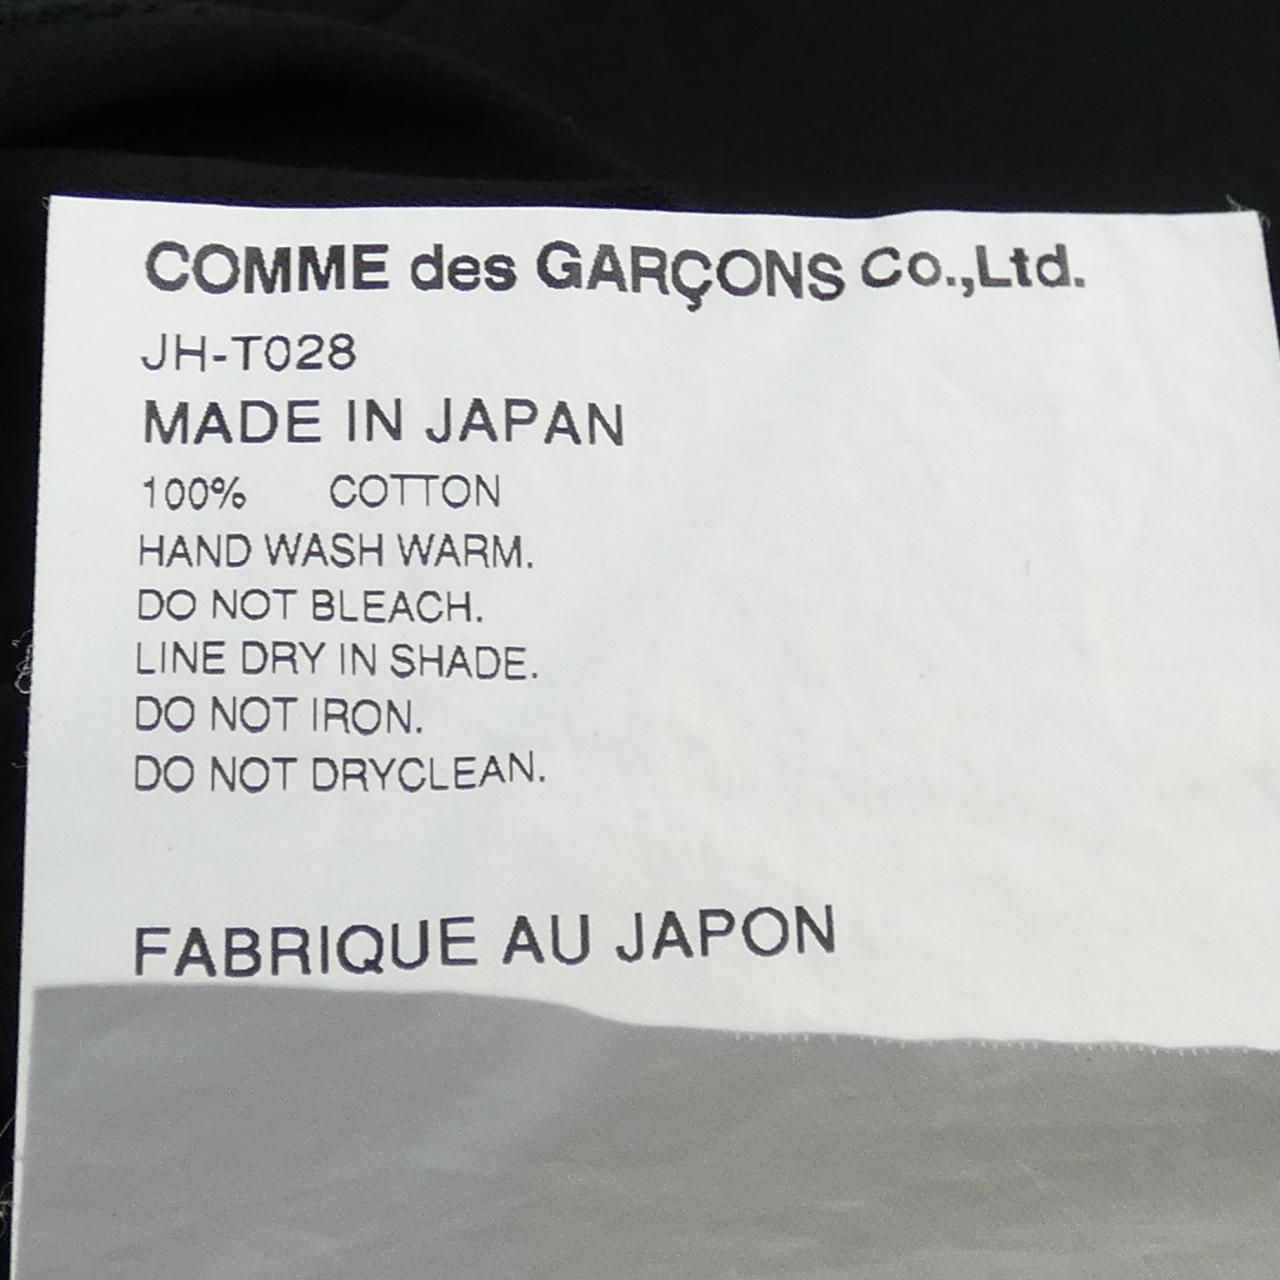 COMME des GARÇONS Co.,Ltd.
JH-T028
MADE IN JAPAN
100% COTTON
HAND WASH WARM.
DO NOT BLEACH.
LINE DRY IN SHADE.
DO NOT IRON.
DO NOT DRYCLEAN.
FABRIQUE AU JAPON